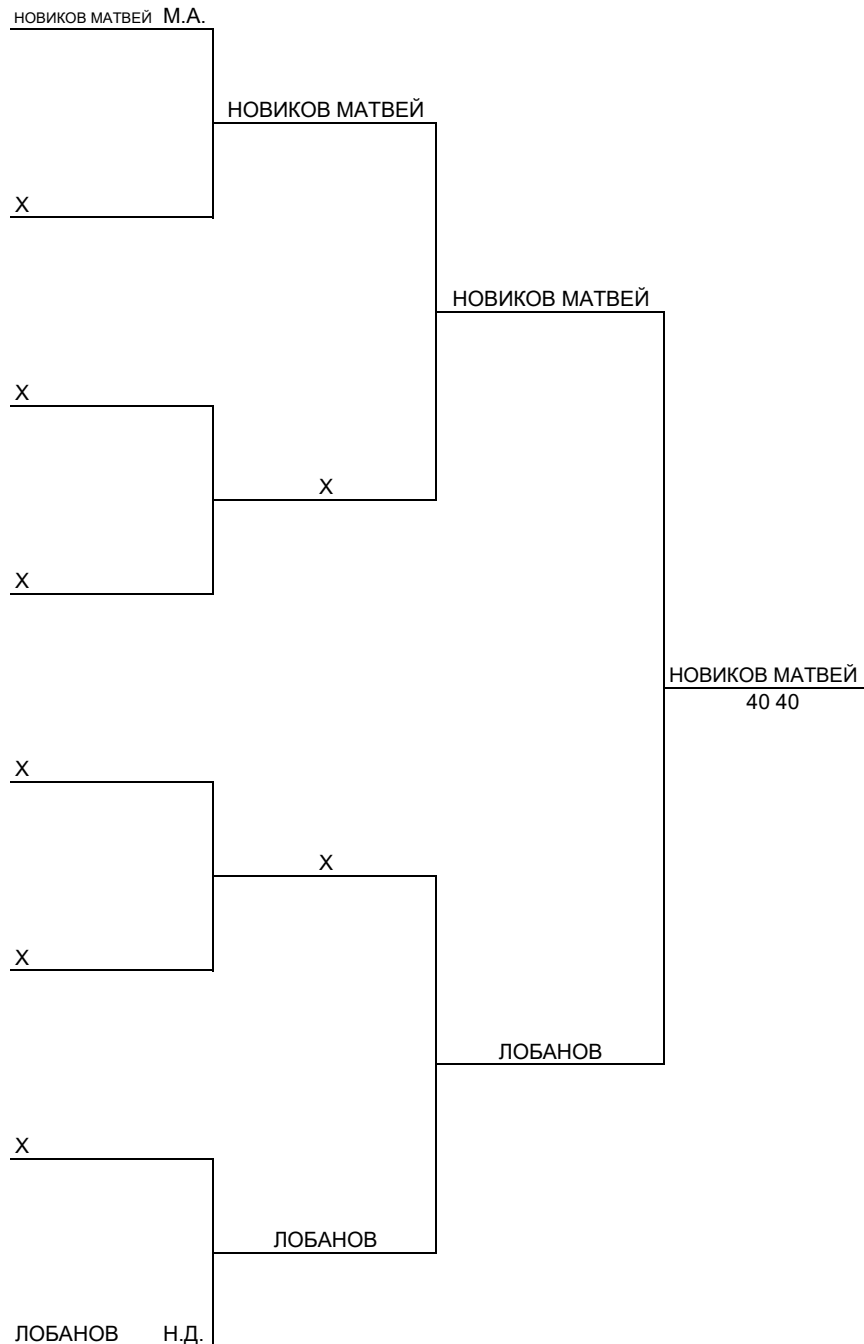 НОВИКОВ МАТВЕЙ М.А.
НОВИКОВ МАТВЕЙ
Х
НОВИКОВ МАТВЕЙ
Х
Х
Х
НОВИКОВ МАТВЕЙ
40 40
Х
Х
Х
ЛОБАНОВ
Х
ЛОБАНОВ
ЛОБАНОВ Н.Д.